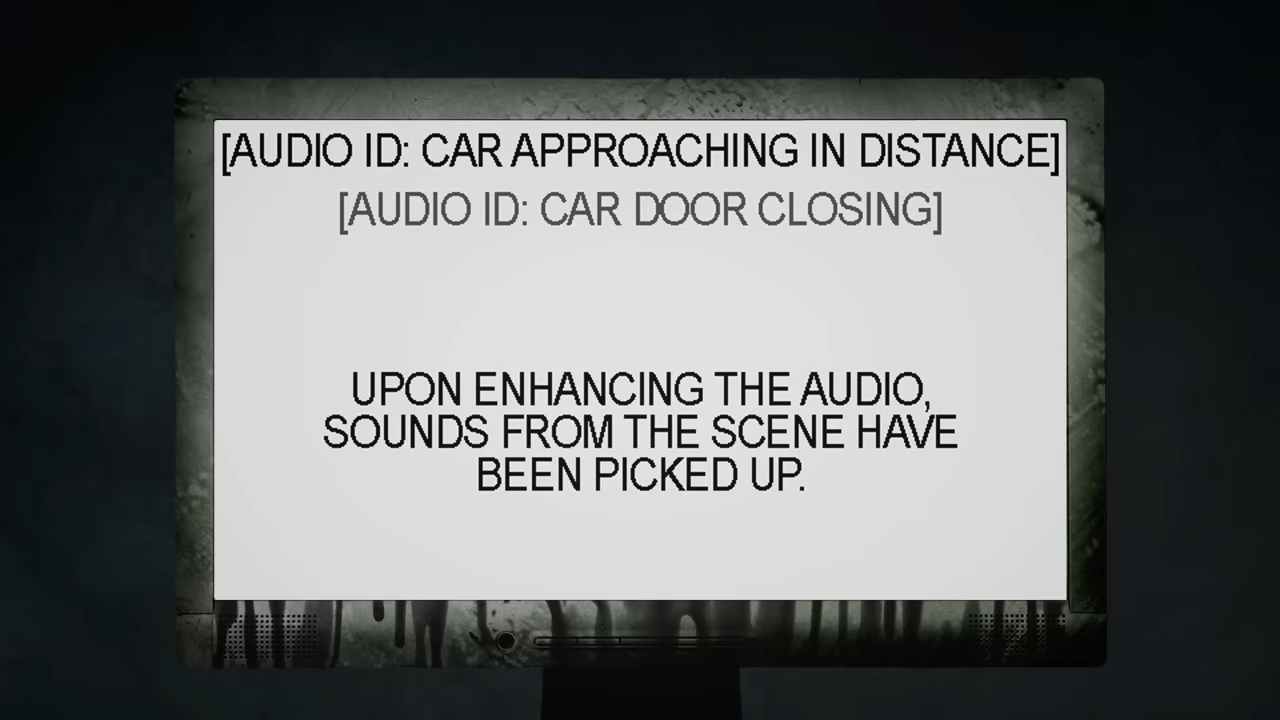 [AUDIO ID: CAR APPROACHING IN DISTANCE]
[AUDIO ID: CAR DOOR CLOSING]
UPON ENHANCING THE AUDIO,
SOUNDS FROM THE SCENE HAVE
BEEN PICKED UP.